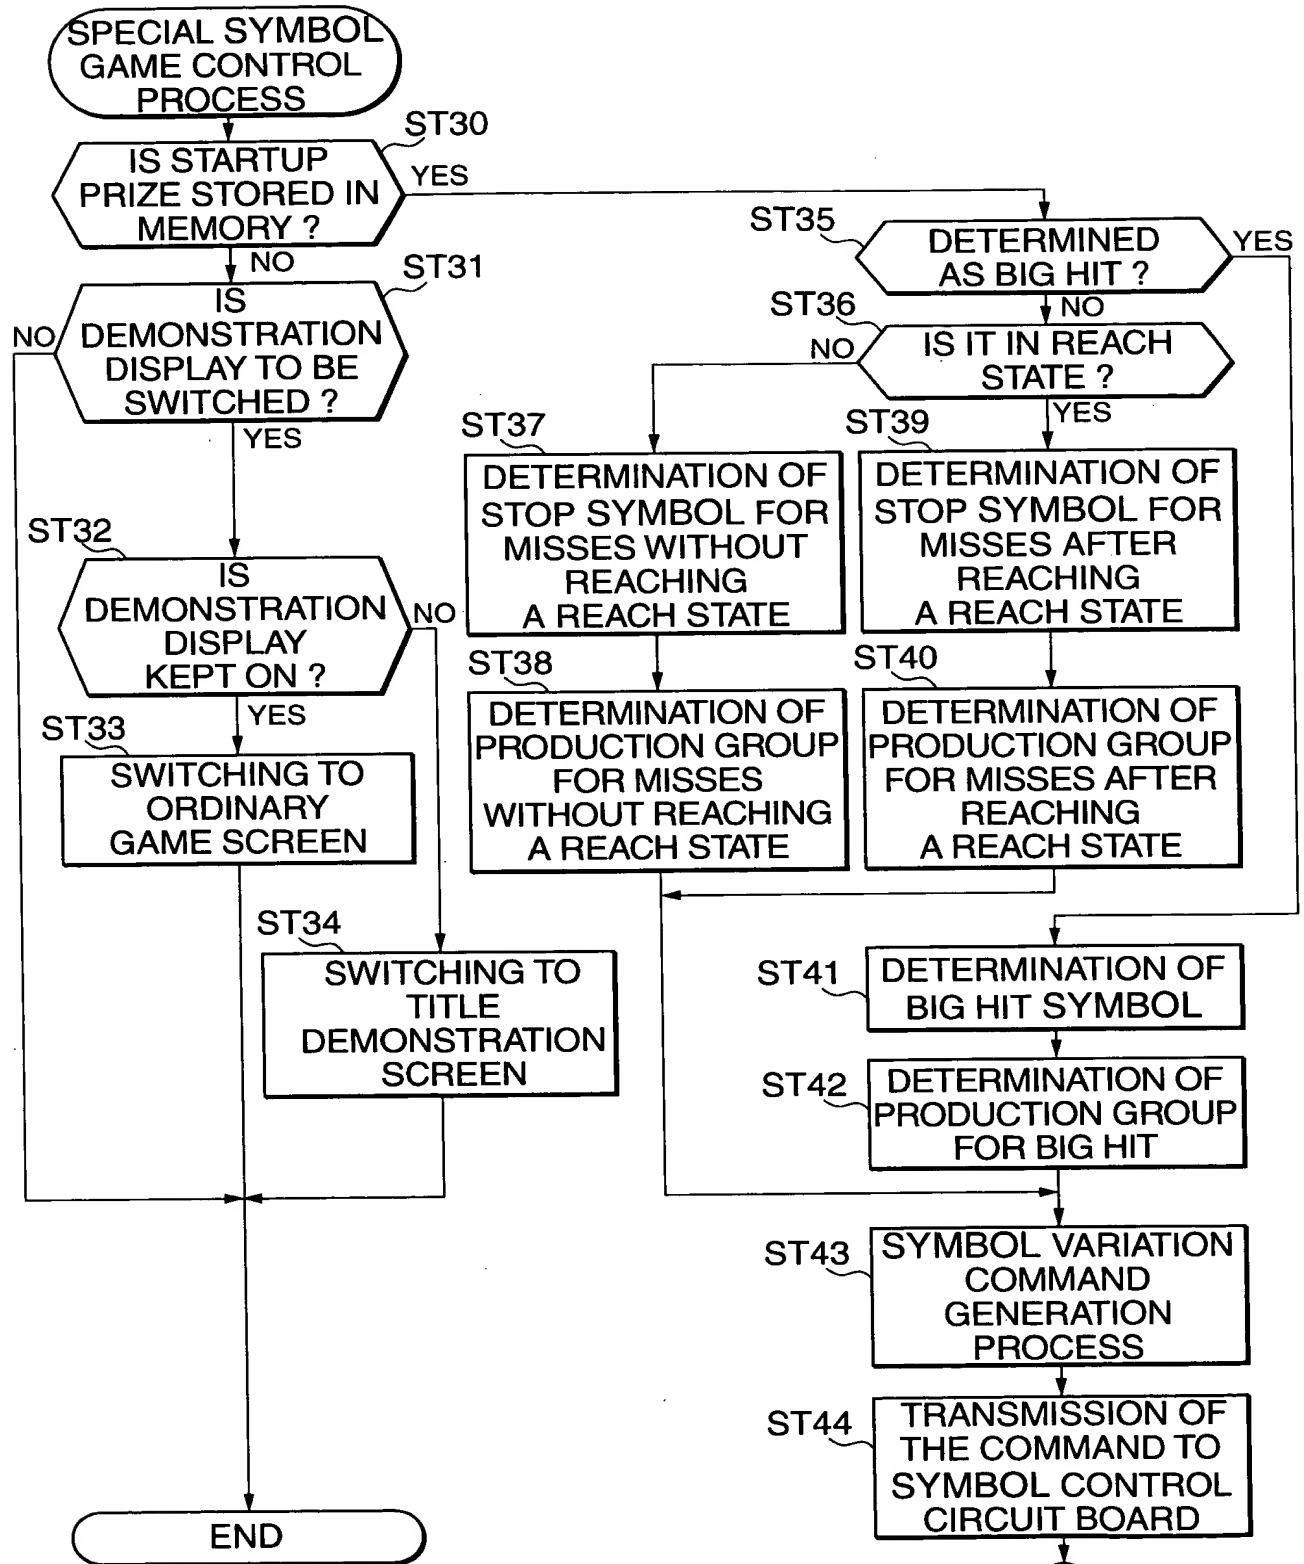 SPECIAL SYMBOL
GAME CONTROL
PROCESS
ST30
IS STARTUP
PRIZE STORED IN
MEMORY ?
YES
NO
ST31
IS
DEMONSTRATION
DISPLAY TO BE
SWITCHED ?
NO
YES
ST32
IS
DEMONSTRATION
DISPLAY
KEPT ON ?
NO
YES
ST33
SWITCHING TO
ORDINARY
GAME SCREEN
ST34
SWITCHING TO
TITLE
DEMONSTRATION
SCREEN
END
ST35
DETERMINED
AS BIG HIT ?
YES
NO
ST36
IS IT IN REACH
STATE ?
NO
YES
ST37
DETERMINATION OF
STOP SYMBOL FOR
MISSES WITHOUT
REACHING
A REACH STATE
ST38
DETERMINATION OF
PRODUCTION GROUP
FOR MISSES
WITHOUT REACHING
A REACH STATE
ST39
DETERMINATION OF
STOP SYMBOL FOR
MISSES AFTER
REACHING
A REACH STATE
ST40
DETERMINATION OF
PRODUCTION GROUP
FOR MISSES AFTER
REACHING
A REACH STATE
ST41
DETERMINATION OF
BIG HIT SYMBOL
ST42
DETERMINATION OF
PRODUCTION GROUP
FOR BIG HIT
ST43
SYMBOL VARIATION
COMMAND
GENERATION
PROCESS
ST44
TRANSMISSION OF
THE COMMAND TO
SYMBOL CONTROL
CIRCUIT BOARD